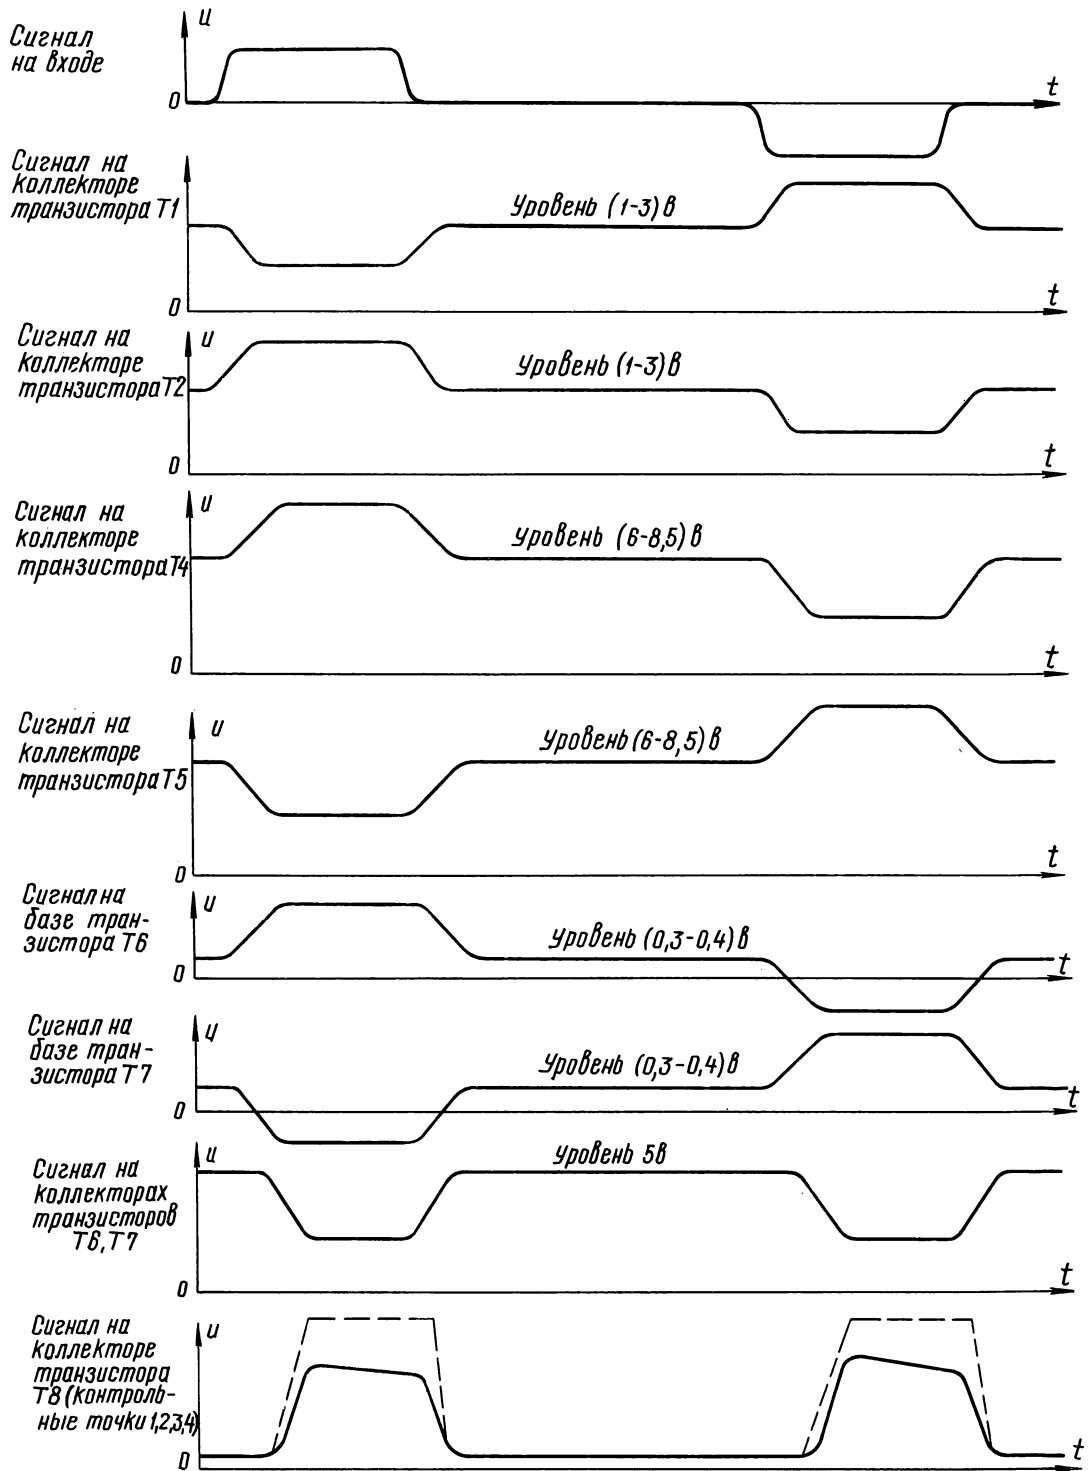 Сигнал
на входе
u
0
t
Сигнал на
коллекторе
транзистора Т1
Уровень (1-3) в
0
t
Сигнал на
коллекторе
транзистора Т2
u
Уровень (1-3) в
0
t
Сигнал на
коллекторе
транзистора Т4
u
Уровень (6-8,5) в
0
t
Сигнал на
коллекторе
транзистора Т5
u
Уровень (6-8,5) в
0
t
Сигнал на
базе тран-
зистора Т6
u
Уровень (0,3-0,4) в
0
t
Сигнал на
базе тран-
зистора Т7
u
Уровень (0,3-0,4) в
0
t
Сигнал на
коллекторах
транзисторов
Т6, Т7
u
Уровень 5в
0
t
Сигнал на
коллекторе
транзистора
Т8 (контроль-
ные точки 1,2,3,4)
u
0
t